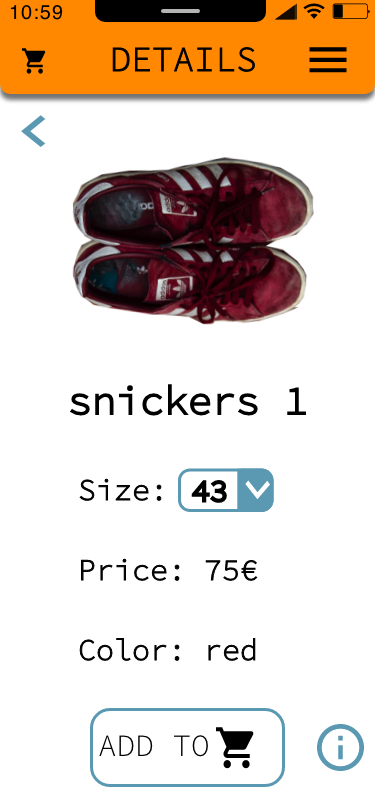 10:59
DETAILS
snickers 1
Size: 43
Price: 75€
Color: red
ADD TO